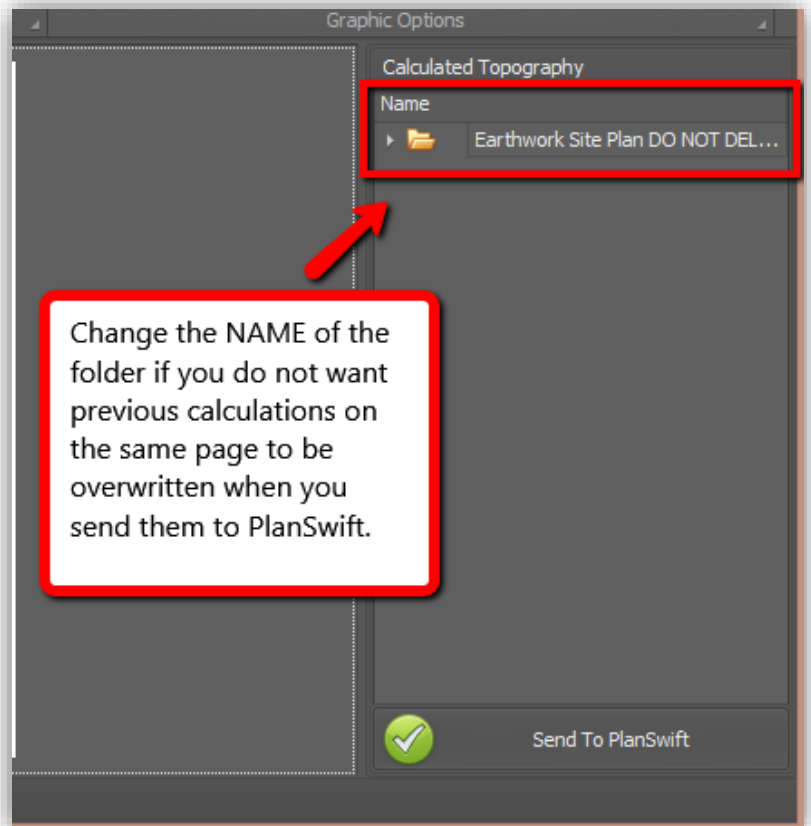 Graphic Options
Calculated Topography
Name
Earthwork Site Plan DO NOT DEL...
Change the NAME of the
folder if you do not want
previous calculations on
the same page to be
overwritten when you
send them to PlanSwift.
Send To PlanSwift